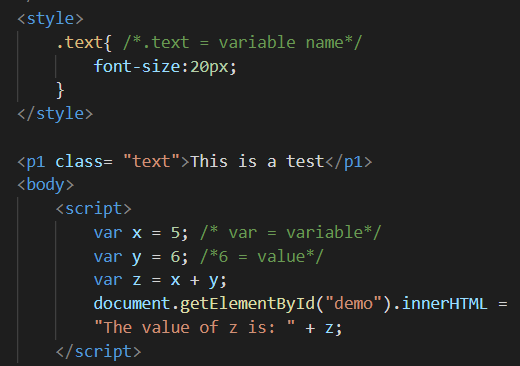 <style>
.text{ /*.text = variable name*/
font-size:20px;
}
</style>
<p1 class= "text">This is a test</p1>
<body>
<script>
var x = 5; /* var = variable*/
var y = 6; /*6 = value*/
var z = x + y;
document.getElementById("demo").innerHTML =
"The value of z is: " + z;
</script>